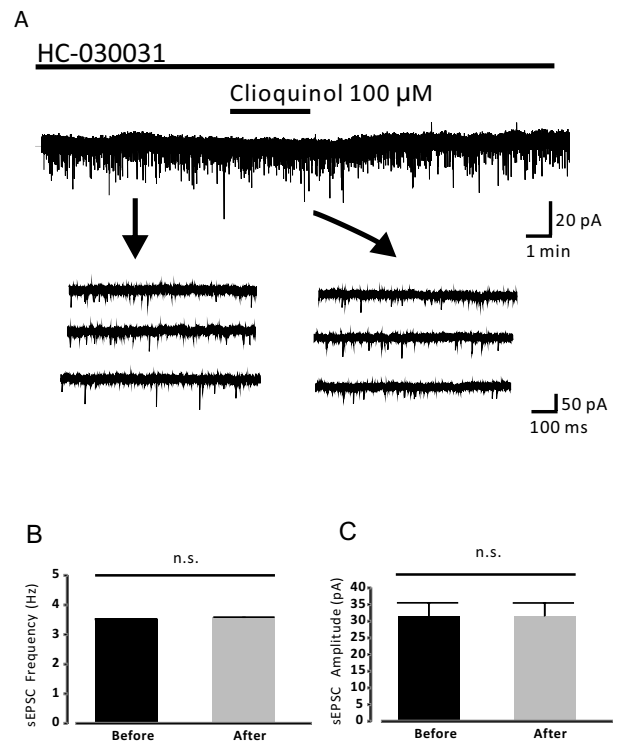 A
HC-030031
Clioquinol 100 μM
20 pA
1 min
50 pA
100 ms
B
n.s.
sEPSC Frequency (Hz)
5
4
3
2
1
0
Before
After
C
n.s.
sEPSC Amplitude (pA)
40
35
30
25
20
15
10
5
0
Before
After